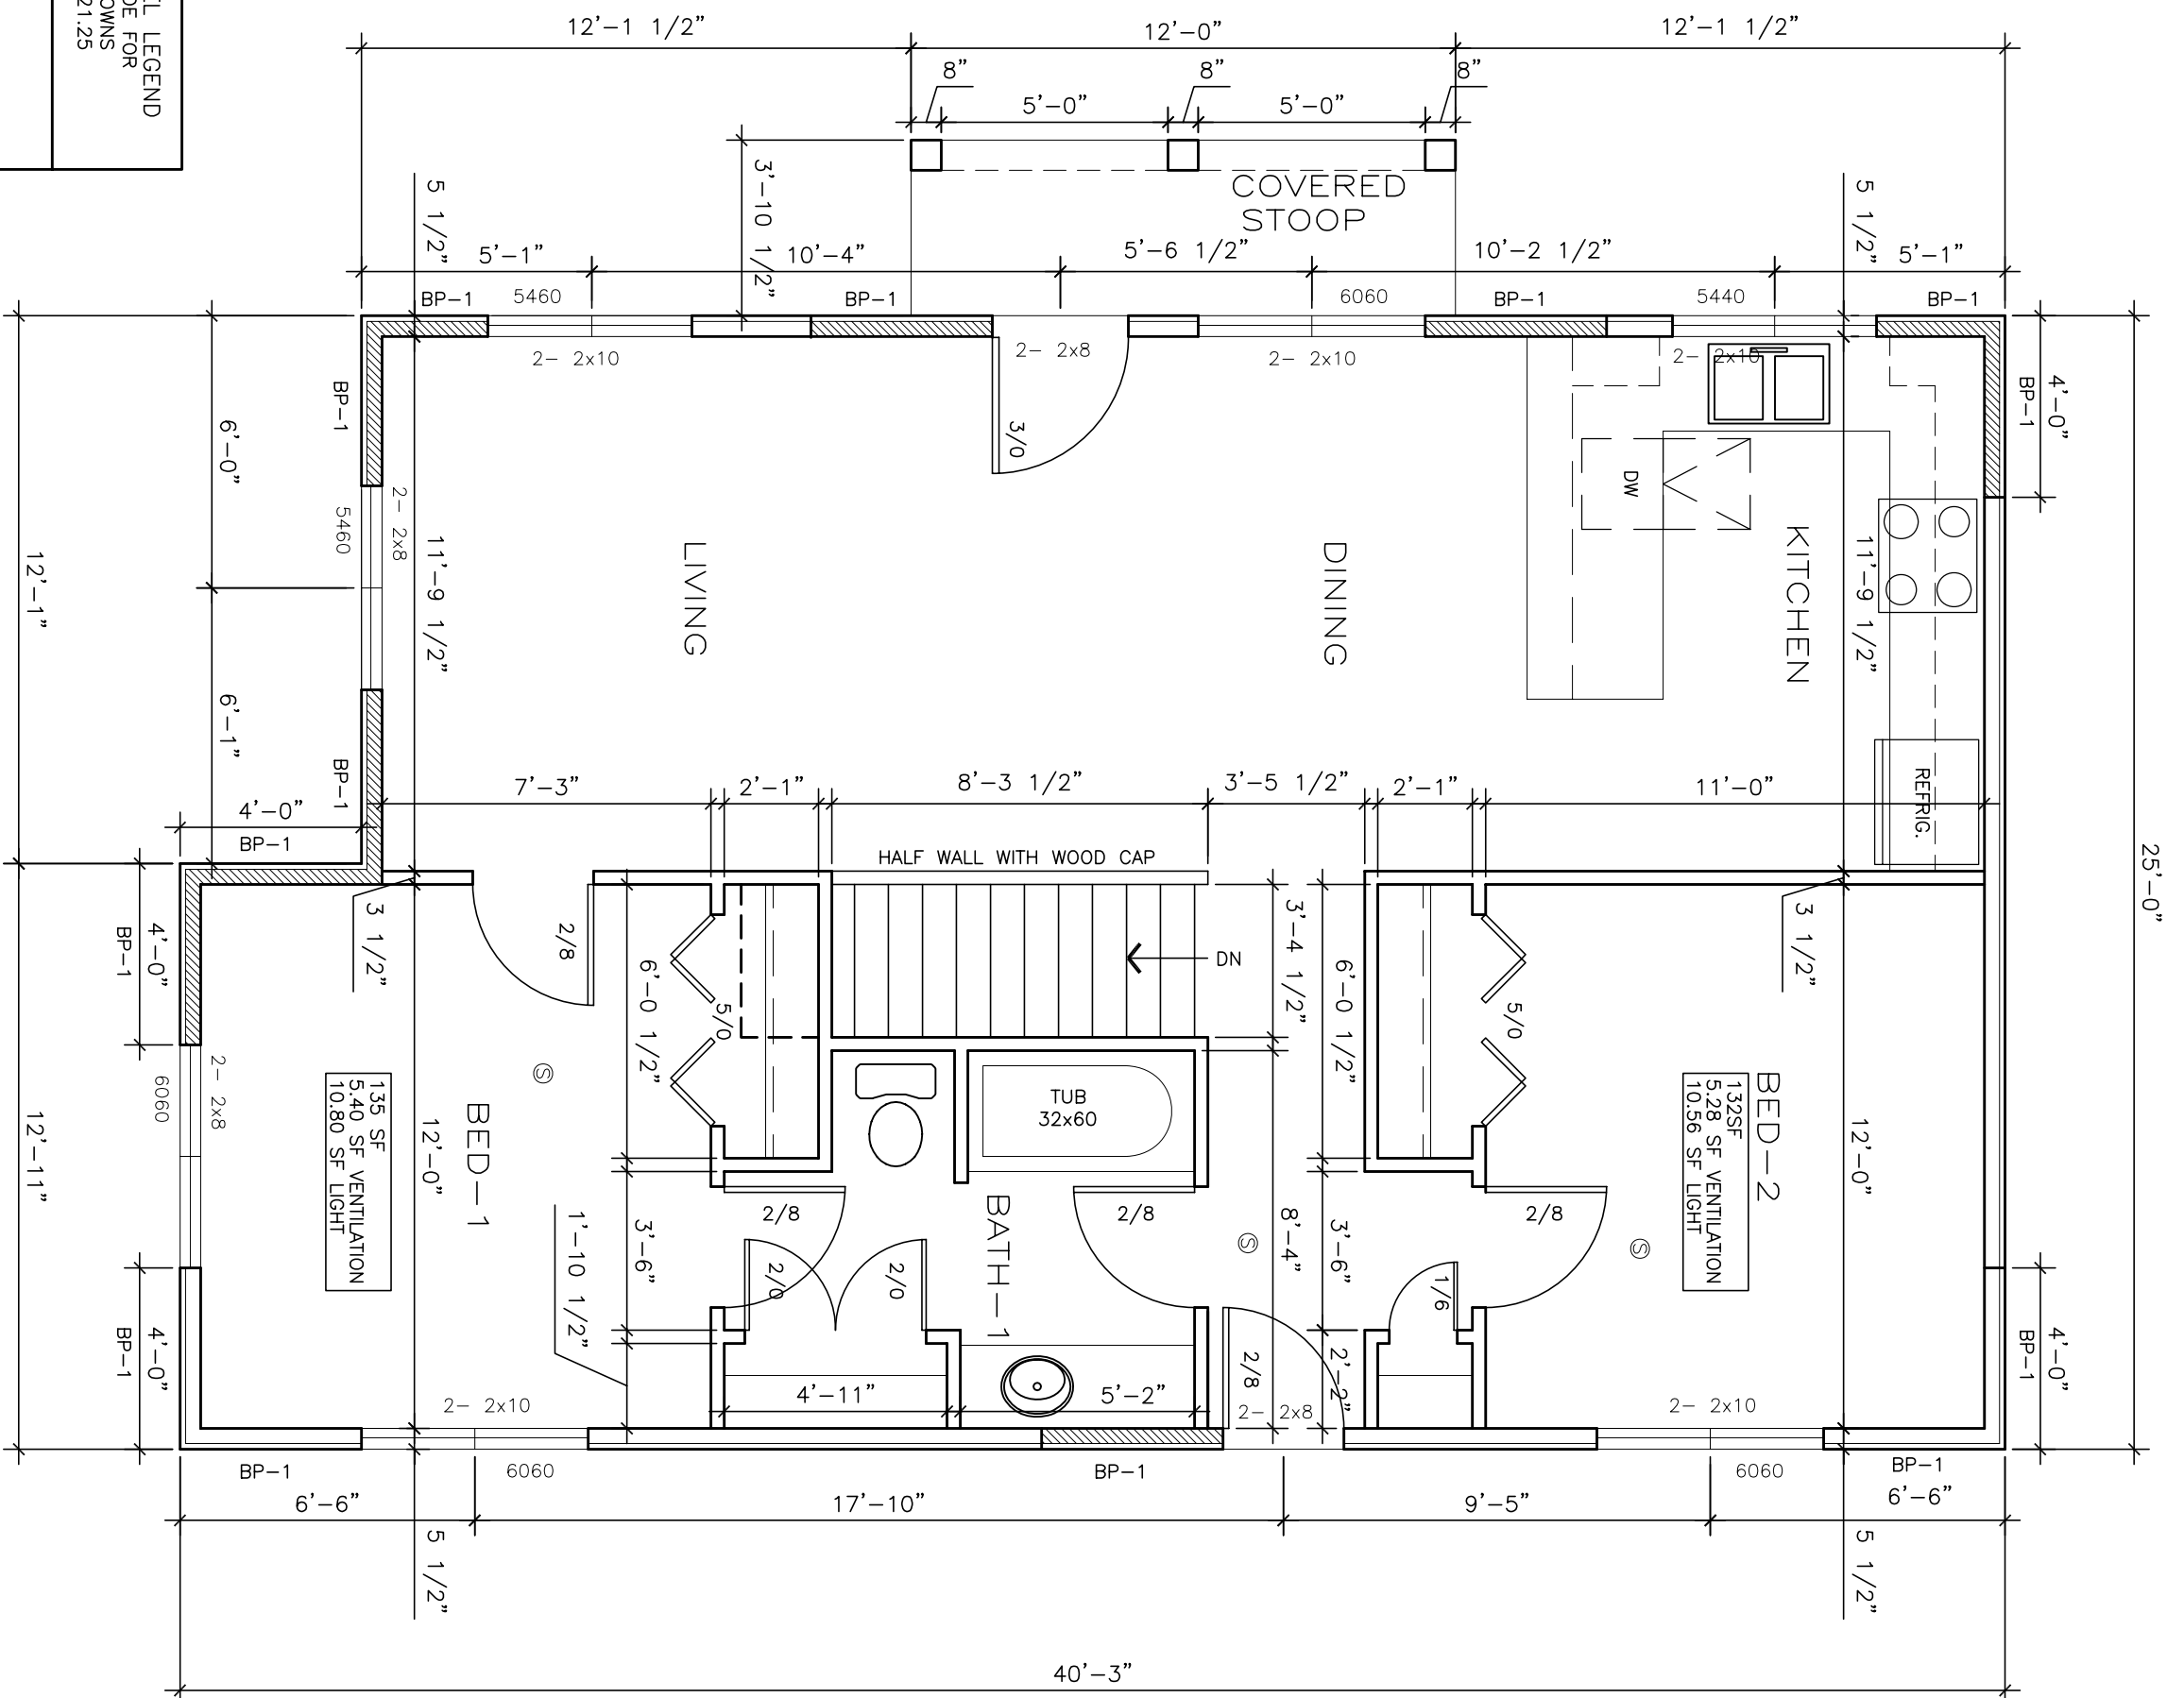 EL LEGEND
DE FOR
OWNS
21.25
12'-1 1/2"
12'-0"
12'-1 1/2"
8"
8"
8"
5'-0"
5'-0"
3'-10 1/2"
COVERED
STOOP
5 1/2"
5 1/2"
5'-1"
10'-4"
5'-6 1/2"
10'-2 1/2"
5'-1"
BP-1
5460
BP-1
6060
BP-1
5440
BP-1
2- 2x10
2- 2x8
2- 2x10
2- 2x10
4'-0"
BP-1
BP-1
6'-0"
3/0
DW
5460
2- 2x8
12'-1"
11'-9 1/2"
LIVING
DINING
KITCHEN
11'-9 1/2"
6'-1"
BP-1
REFRIG.
25'-0"
7'-3"
2'-1"
8'-3 1/2"
3'-5 1/2"
2'-1"
11'-0"
4'-0"
BP-1
HALF WALL WITH WOOD CAP
4'-0"
BP-1
3 1/2"
2/8
6'-0 1/2"
5/0
DN
3'-4 1/2"
6'-0 1/2"
5/0
3 1/2"
2- 2x8
6060
S
135 SF
5.40 SF VENTILATION
10.80 SF LIGHT
BED-1
12'-0"
TUB
32x60
BED-2
132SF
5.28 SF VENTILATION
10.56 SF LIGHT
12'-0"
12'-11"
2/8
2/8
2/8
BATH-1
S
8'-4"
3'-6"
S
1'-10 1/2"
3'-6"
2/0
2/0
1/6
4'-0"
BP-1
2/8
2'-2"
4'-0"
BP-1
4'-11"
5'-2"
2- 2x10
2- 2x8
2- 2x10
BP-1
6060
BP-1
6060
BP-1
6'-6"
17'-10"
9'-5"
6'-6"
5 1/2"
5 1/2"
40'-3"